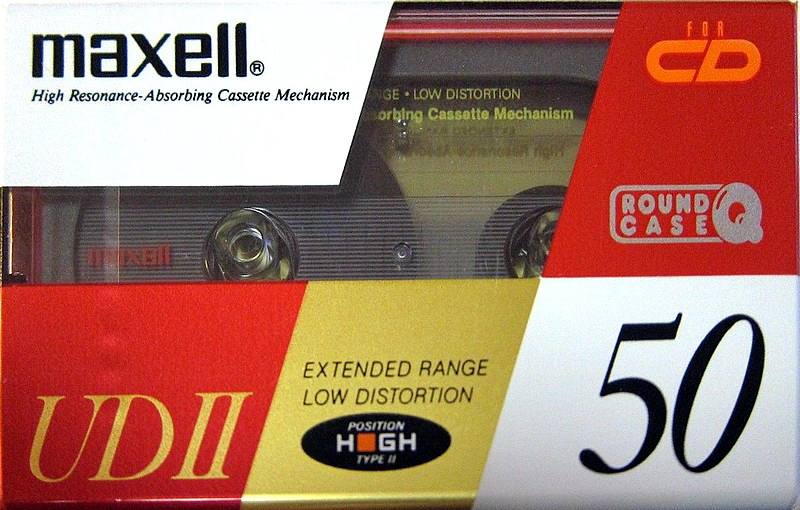 maxell®
High Resonance-Absorbing Cassette Mechanism
FOR
CD
GE • LOW DISTORTION
sorbing Cassette Mechanism
ROUND
CASE
maxell
EXTENDED RANGE
LOW DISTORTION
POSITION
HIGH
TYPE II
UDII
50